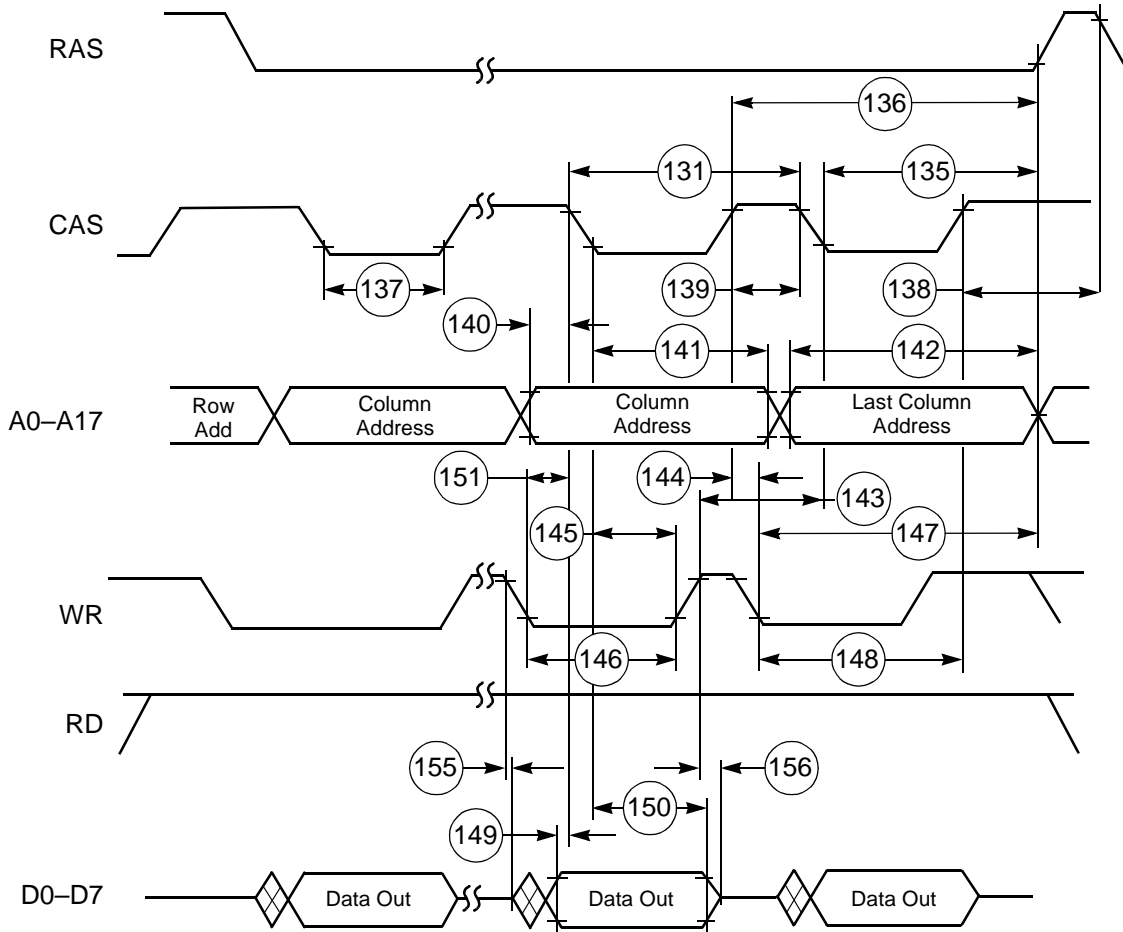 RAS
136
131
135
CAS
137
139
138
140
141
142
A0–A17
Row
Add
Column
Address
Column
Address
Last Column
Address
151
144
143
145
147
WR
146
148
RD
155
156
150
149
D0–D7
Data Out
Data Out
Data Out